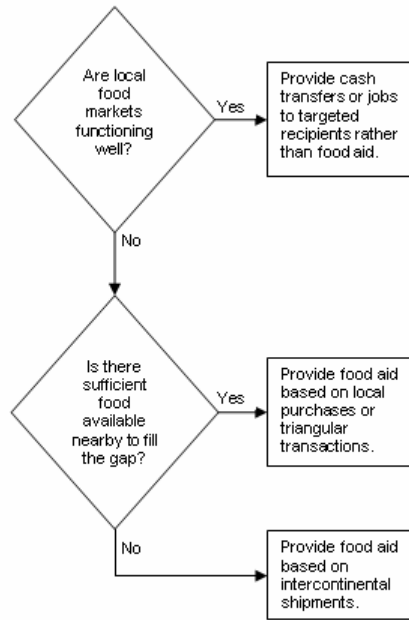 Are local
food
markets
functioning
well?
Yes
Provide cash
transfers or jobs
to targeted
recipients rather
than food aid.
No
Is there
sufficient
food
available
nearby to fill
the gap?
Yes
Provide food aid
based on local
purchases or
triangular
transactions.
No
Provide food aid
based on
intercontinental
shipments.